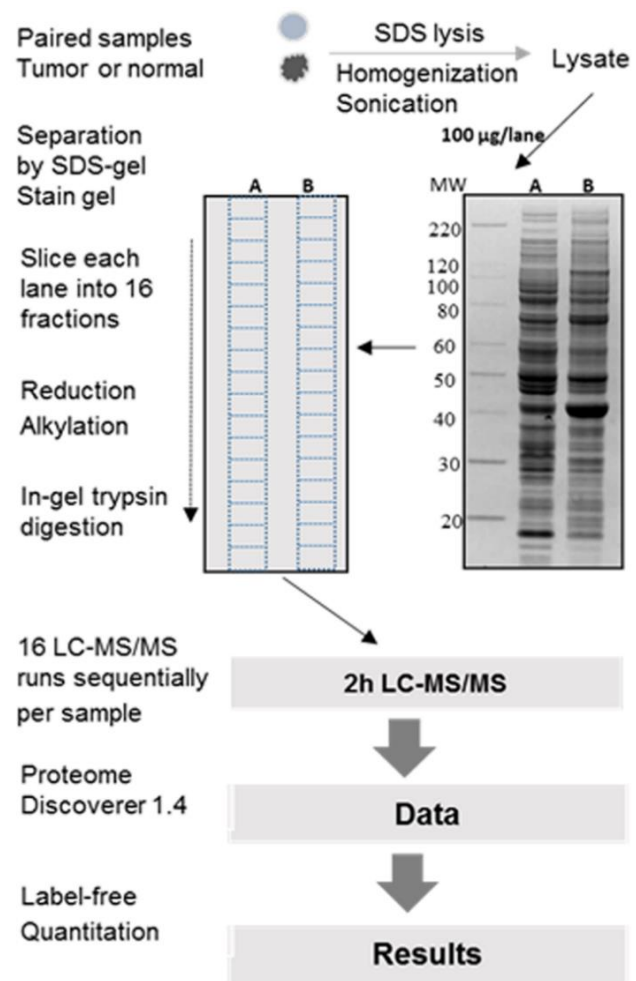 Paired samples
Tumor or normal
SDS lysis
Homogenization
Sonication
Lysate
Separation
by SDS-gel
Stain gel
100 µg/lane
A B
MW A B
220
120
100
80
60
50
40
30
20
Slice each
lane into 16
fractions
Reduction
Alkylation
In-gel trypsin
digestion
16 LC-MS/MS
runs sequentially
per sample
2h LC-MS/MS
Proteome
Discoverer 1.4
Data
Label-free
Quantitation
Results